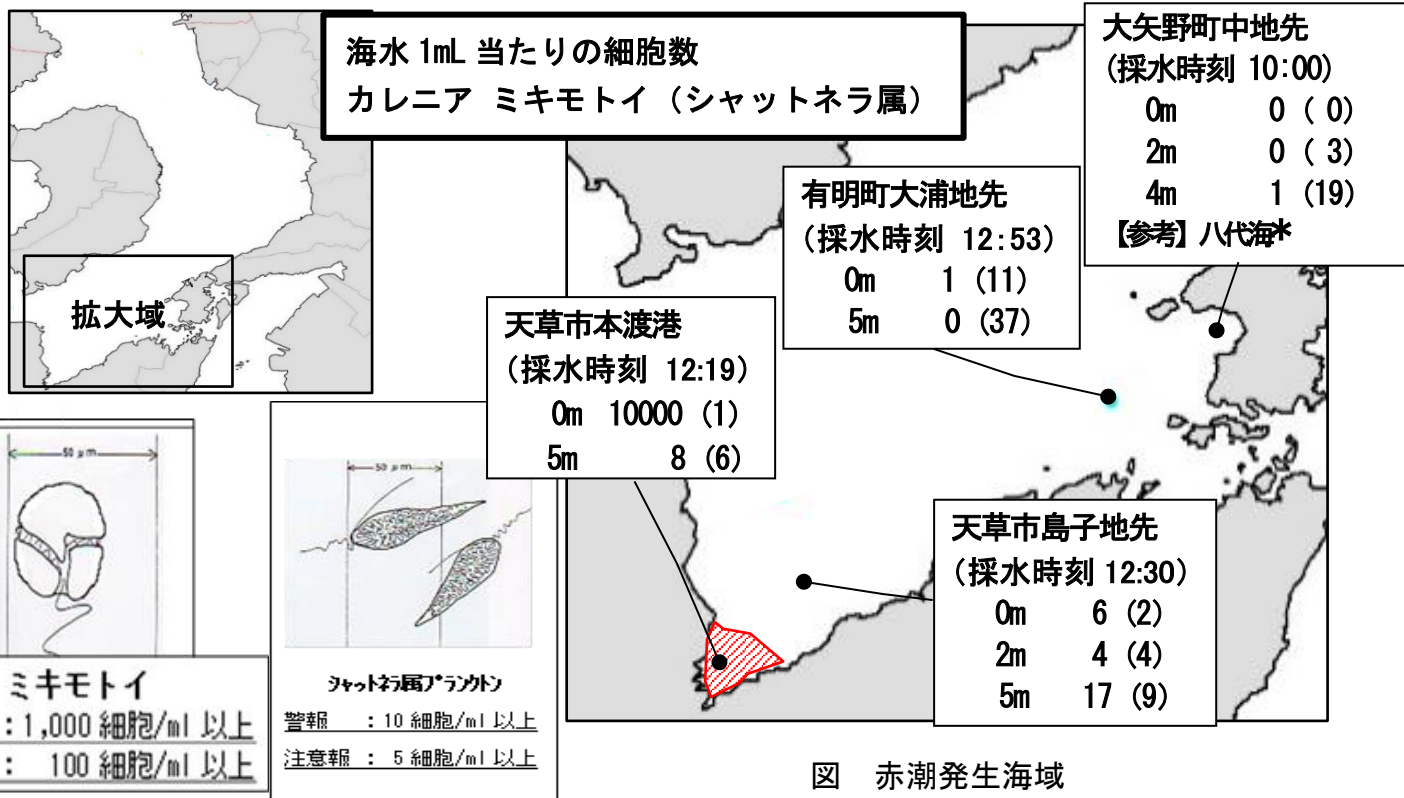 海水 1mL 当たりの細胞数
カレニア ミキモトイ（シャットネラ属）
大矢野町中地先
(採水時刻 10:00)
0m 0 ( 0)
2m 0 ( 3)
4m 1 (19)
【参考】八代海*
有明町大浦地先
(採水時刻 12:53)
0m 1 (11)
5m 0 (37)
拡大域
天草市本渡港
(採水時刻 12:19)
0m 10000 (1)
5m 8 (6)
天草市島子地先
(採水時刻 12:30)
0m 6 (2)
2m 4 (4)
5m 17 (9)
50 μm
ミキモトイ
：1,000 細胞/ml 以上
： 100 細胞/ml 以上
50 μm
シャットネラ属プランクトン
警報 ：10 細胞/ml 以上
注意報 ： 5 細胞/ml 以上
図 赤潮発生海域